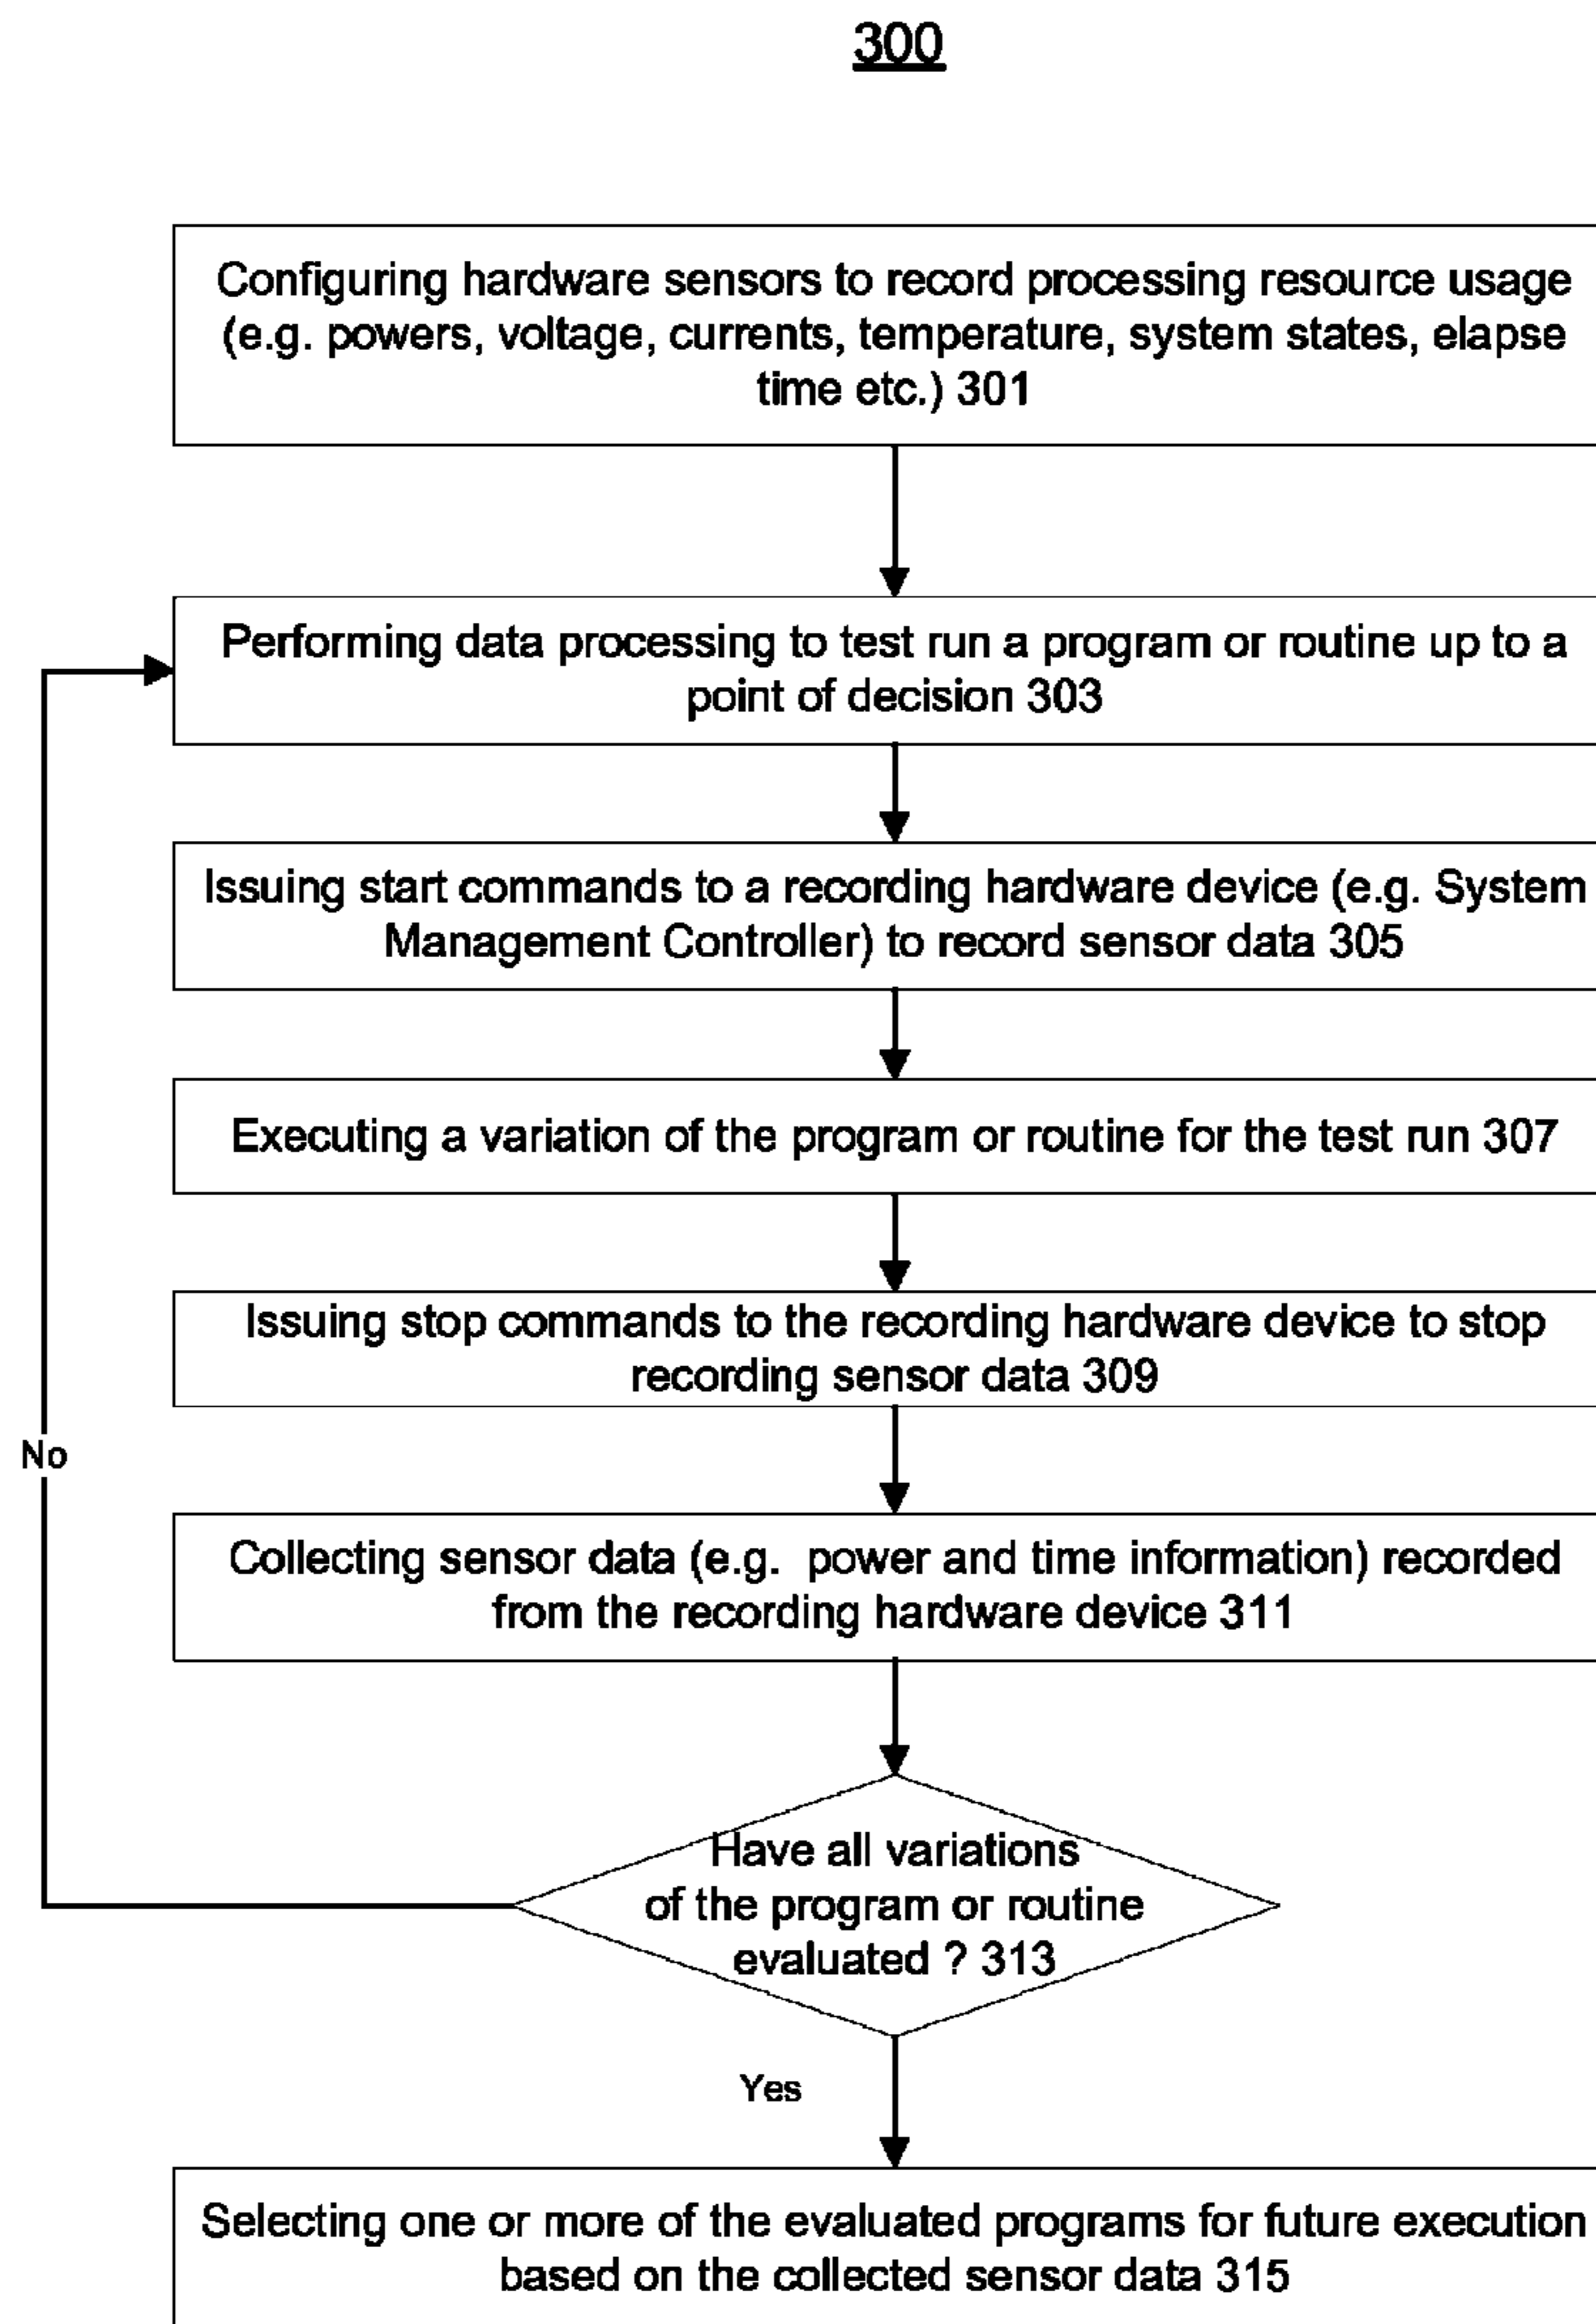 300
Configuring hardware sensors to record processing resource usage
(e.g. powers, voltage, currents, temperature, system states, elapse
time etc.) 301
Performing data processing to test run a program or routine up to a
point of decision 303
Issuing start commands to a recording hardware device (e.g. System
Management Controller) to record sensor data 305
Executing a variation of the program or routine for the test run 307
Issuing stop commands to the recording hardware device to stop
recording sensor data 309
No
Collecting sensor data (e.g. power and time information) recorded
from the recording hardware device 311
Have all variations
of the program or routine
evaluated ? 313
Yes
Selecting one or more of the evaluated programs for future execution
based on the collected sensor data 315